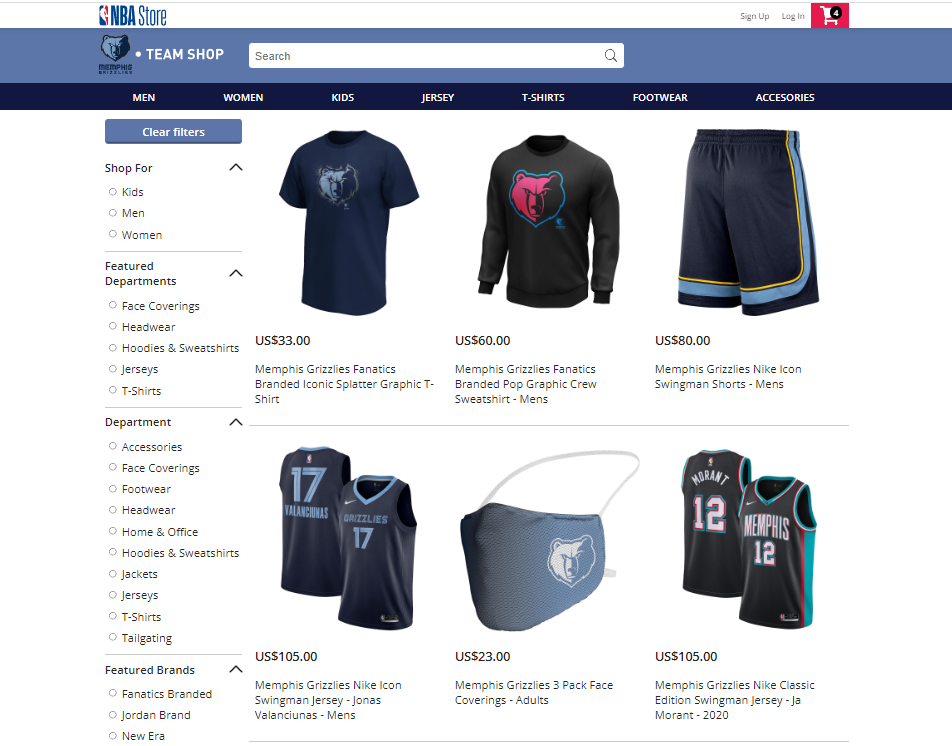 NBA Store
Sign Up
Log In
4
MEMPHIS
GRIZZLIES
• TEAM SHOP
Search
MEN
WOMEN
KIDS
JERSEY
T-SHIRTS
FOOTWEAR
ACCESORIES
Clear filters
Shop For
Kids
Men
Women
Featured
Departments
Face Coverings
Headwear
Hoodies & Sweatshirts
Jerseys
T-Shirts
Department
Accessories
Face Coverings
Footwear
Headwear
Home & Office
Hoodies & Sweatshirts
Jackets
Jerseys
T-Shirts
Tailgating
Featured Brands
Fanatics Branded
Jordan Brand
New Era
US$33.00
Memphis Grizzlies Fanatics
Branded Iconic Splatter Graphic T-
Shirt
US$60.00
Memphis Grizzlies Fanatics
Branded Pop Graphic Crew
Sweatshirt - Mens
US$80.00
Memphis Grizzlies Nike Icon
Swingman Shorts - Mens
17
VALANCIUNAS
GRIZZLIES
17
US$105.00
Memphis Grizzlies Nike Icon
Swingman Jersey - Jonas
Valanciunas - Mens
US$23.00
Memphis Grizzlies 3 Pack Face
Coverings - Adults
MORANT
12
MEMPHIS
12
US$105.00
Memphis Grizzlies Nike Classic
Edition Swingman Jersey - Ja
Morant - 2020